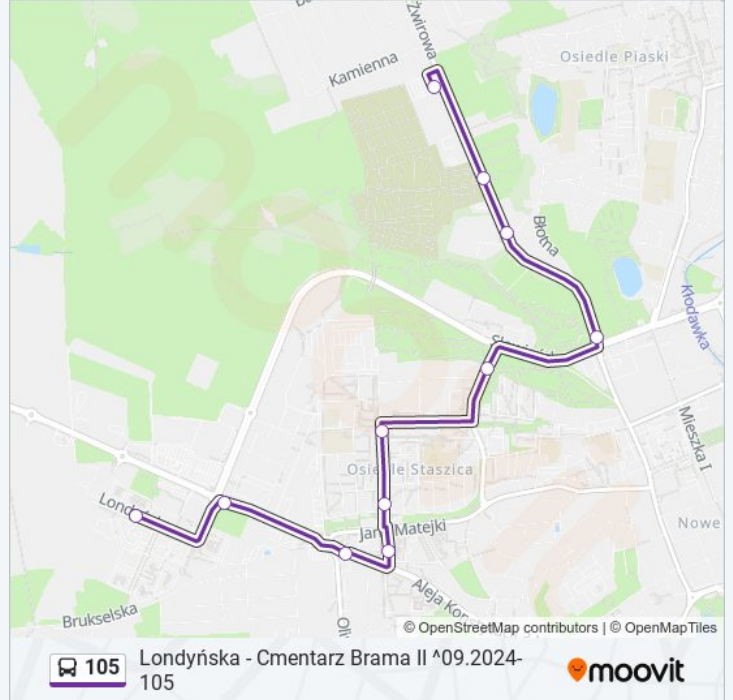 Żwirowa
Kamienna
Osiedle Piaski
Błotna
Kłodawka
Mieszka I
Osiedle Staszica
Jana Matejki
Nowe
Aleja Kon
Brukselska
© OpenStreetMap contributors | © OpenMapTiles
105
Londyńska - Cmentarz Brama II ^09.2024-
105
moovit